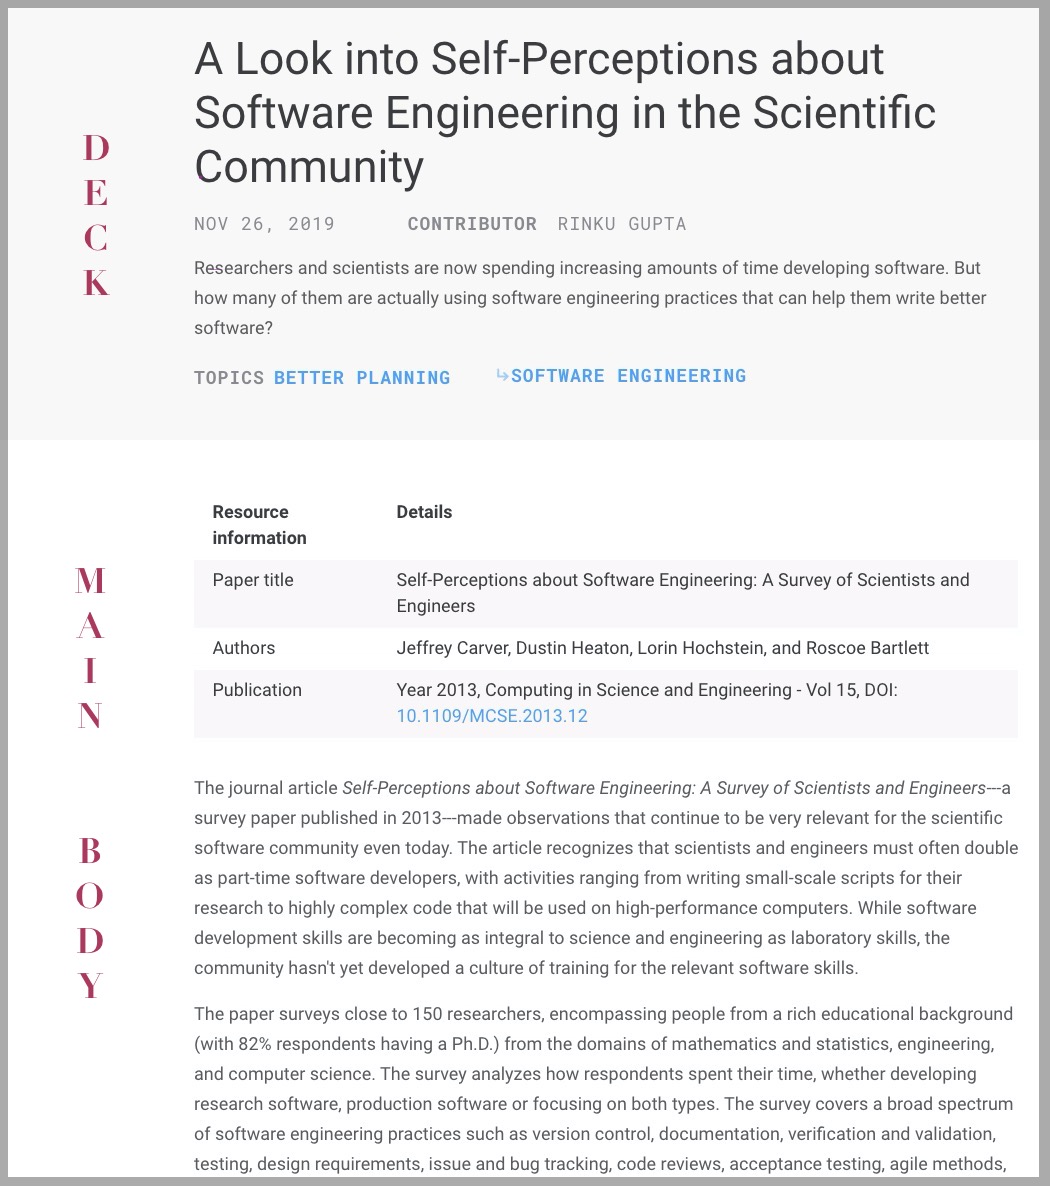 A Look into Self-Perceptions about
Software Engineering in the Scientific
Community
DECK
NOV 26, 2019 CONTRIBUTOR RINKU GUPTA
Researchers and scientists are now spending increasing amounts of time developing software. But
how many of them are actually using software engineering practices that can help them write better
software?
TOPICS BETTER PLANNING ↳SOFTWARE ENGINEERING
Resource information
Details
MAIN
Paper title
Self-Perceptions about Software Engineering: A Survey of Scientists and
Engineers
Authors
Jeffrey Carver, Dustin Heaton, Lorin Hochstein, and Roscoe Bartlett
Publication
Year 2013, Computing in Science and Engineering - Vol 15, DOI:
10.1109/MCSE.2013.12
BODY
The journal article Self-Perceptions about Software Engineering: A Survey of Scientists and Engineers---a
survey paper published in 2013---made observations that continue to be very relevant for the scientific
software community even today. The article recognizes that scientists and engineers must often double
as part-time software developers, with activities ranging from writing small-scale scripts for their
research to highly complex code that will be used on high-performance computers. While software
development skills are becoming as integral to science and engineering as laboratory skills, the
community hasn't yet developed a culture of training for the relevant software skills.
The paper surveys close to 150 researchers, encompassing people from a rich educational background
(with 82% respondents having a Ph.D.) from the domains of mathematics and statistics, engineering,
and computer science. The survey analyzes how respondents spent their time, whether developing
research software, production software or focusing on both types. The survey covers a broad spectrum
of software engineering practices such as version control, documentation, verification and validation,
testing, design requirements, issue and bug tracking, code reviews, acceptance testing, agile methods,